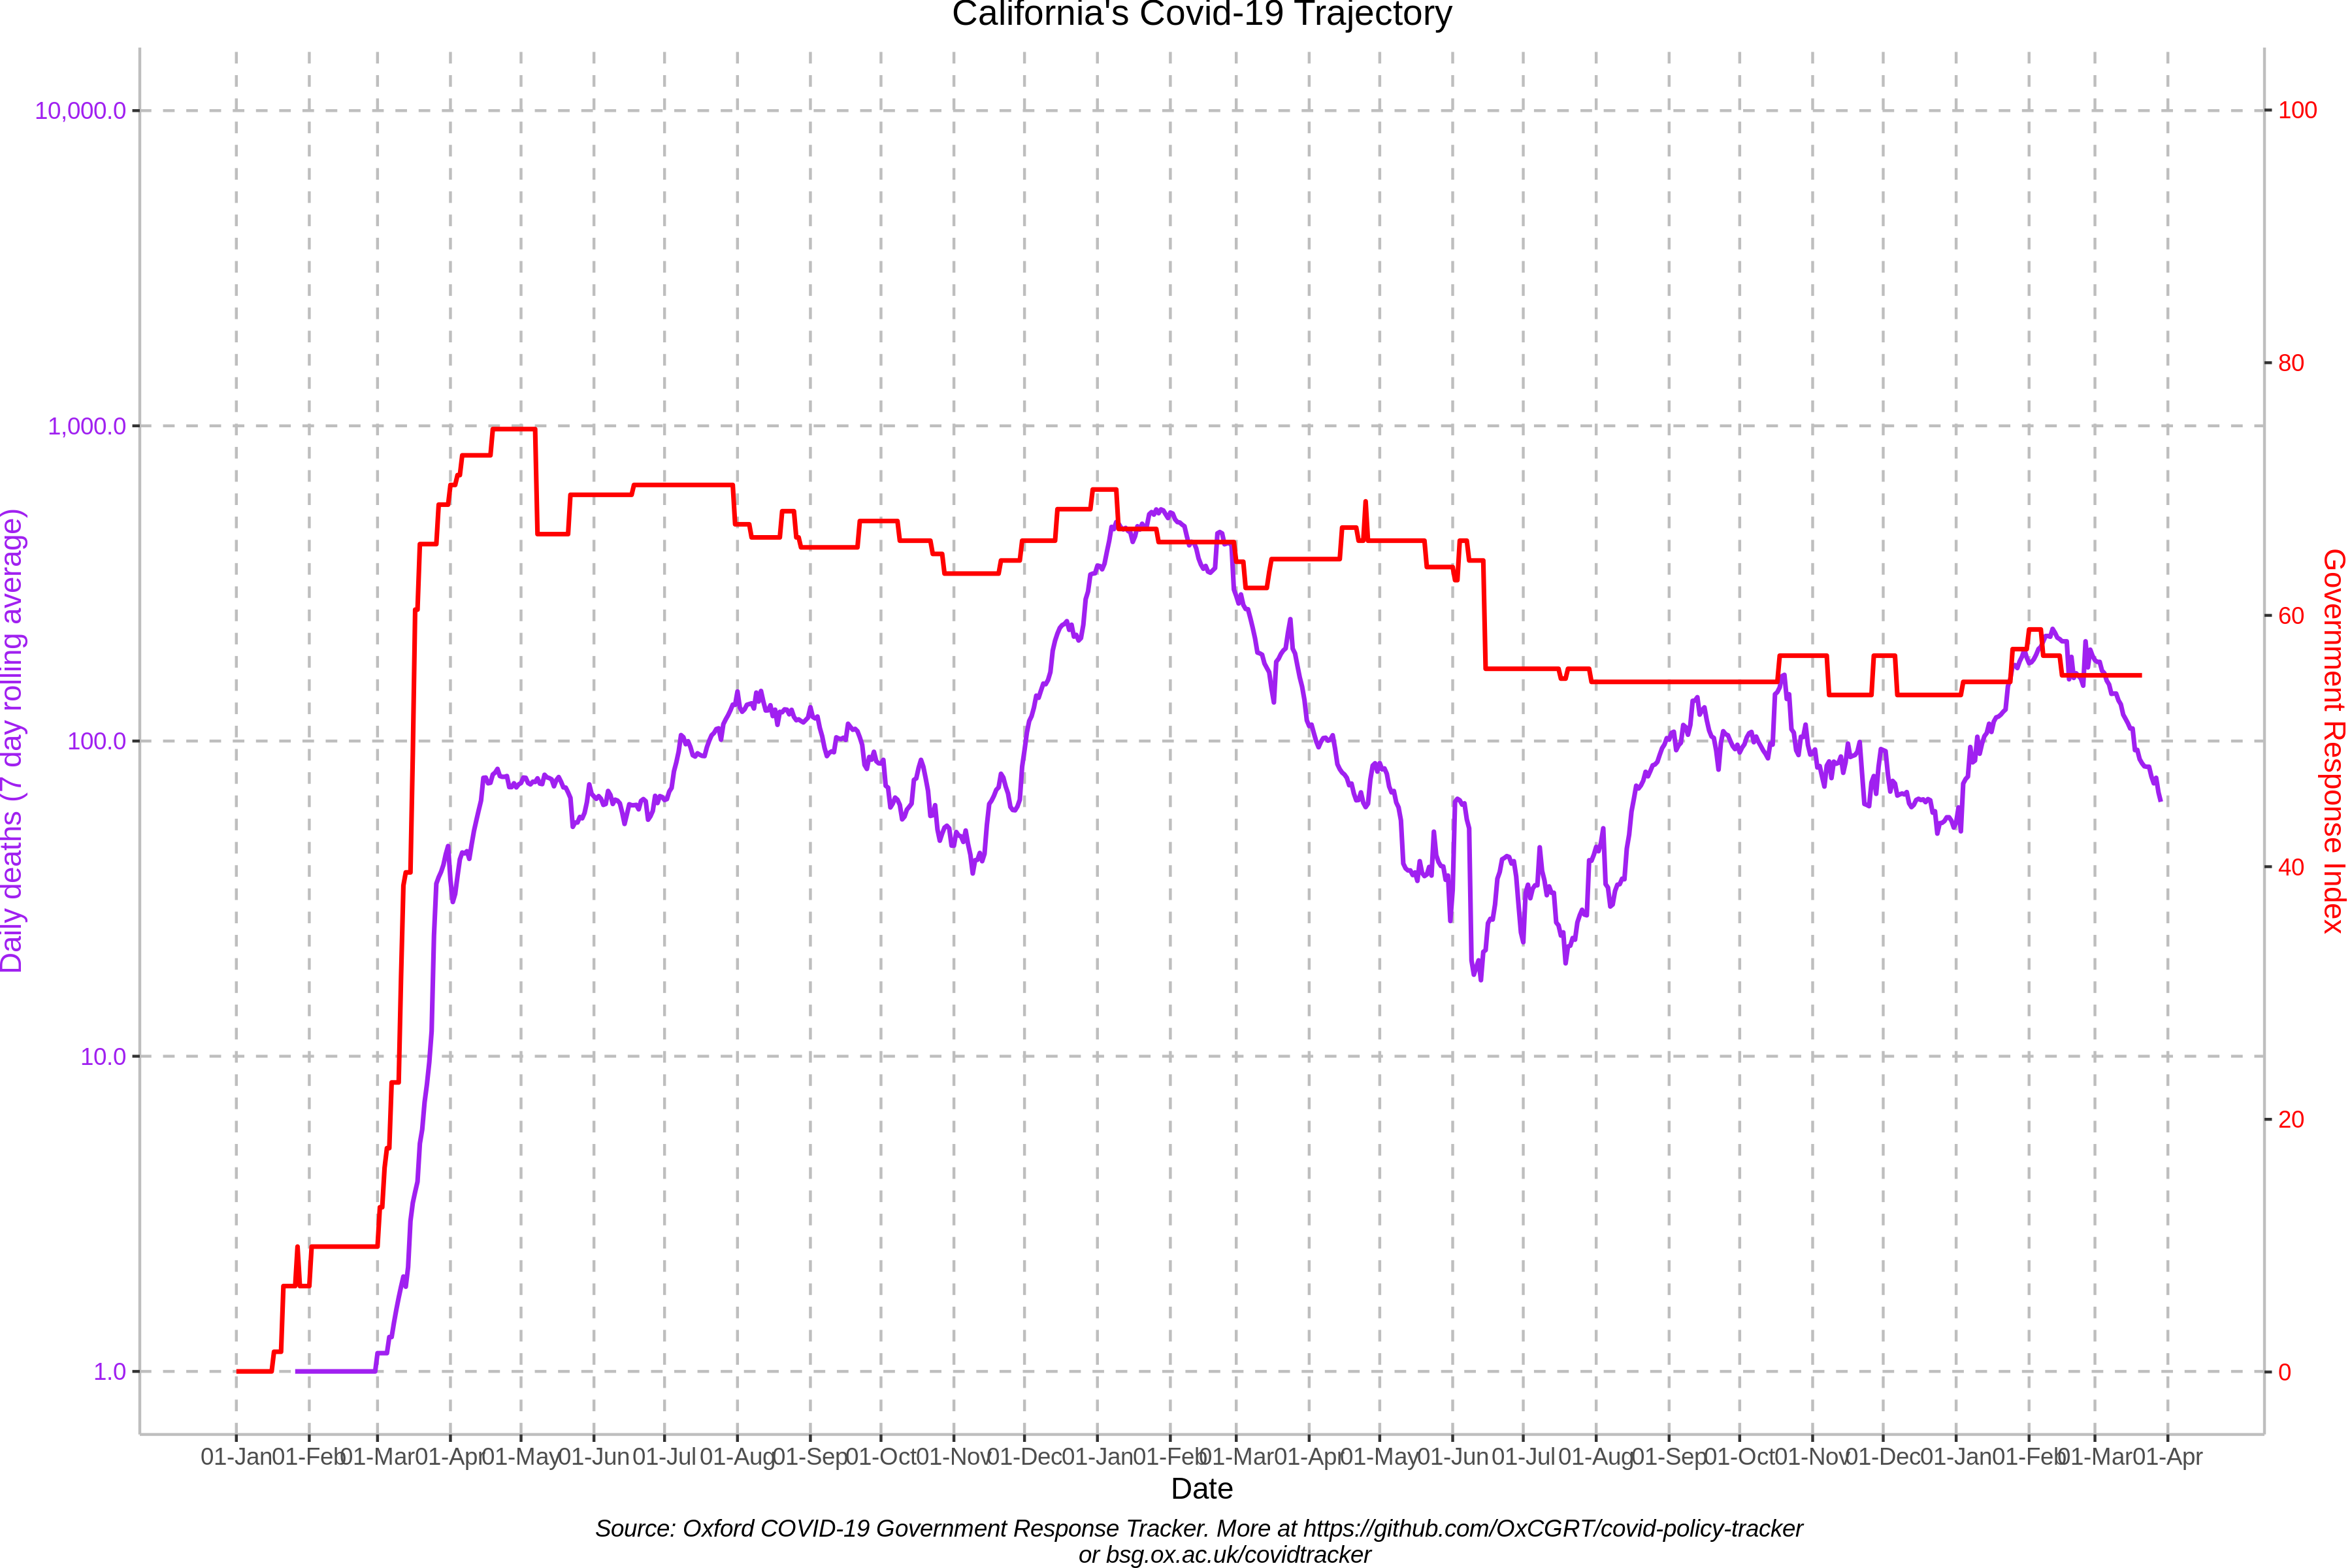 California's Covid-19 Trajectory
10,000.0
1,000.0
100.0
10.0
1.0
Daily deaths (7 day rolling average)
100
80
60
40
20
0
Government Response Index
01-Jan 01-Feb 01-Mar 01-Apr 01-May 01-Jun 01-Jul 01-Aug 01-Sep 01-Oct 01-Nov 01-Dec 01-Jan 01-Feb 01-Mar 01-Apr 01-May 01-Jun 01-Jul 01-Aug 01-Sep 01-Oct 01-Nov 01-Dec 01-Jan 01-Feb 01-Mar 01-Apr
Date
Source: Oxford COVID-19 Government Response Tracker. More at https://github.com/OxCGRT/covid-policy-tracker
or bsg.ox.ac.uk/covidtracker